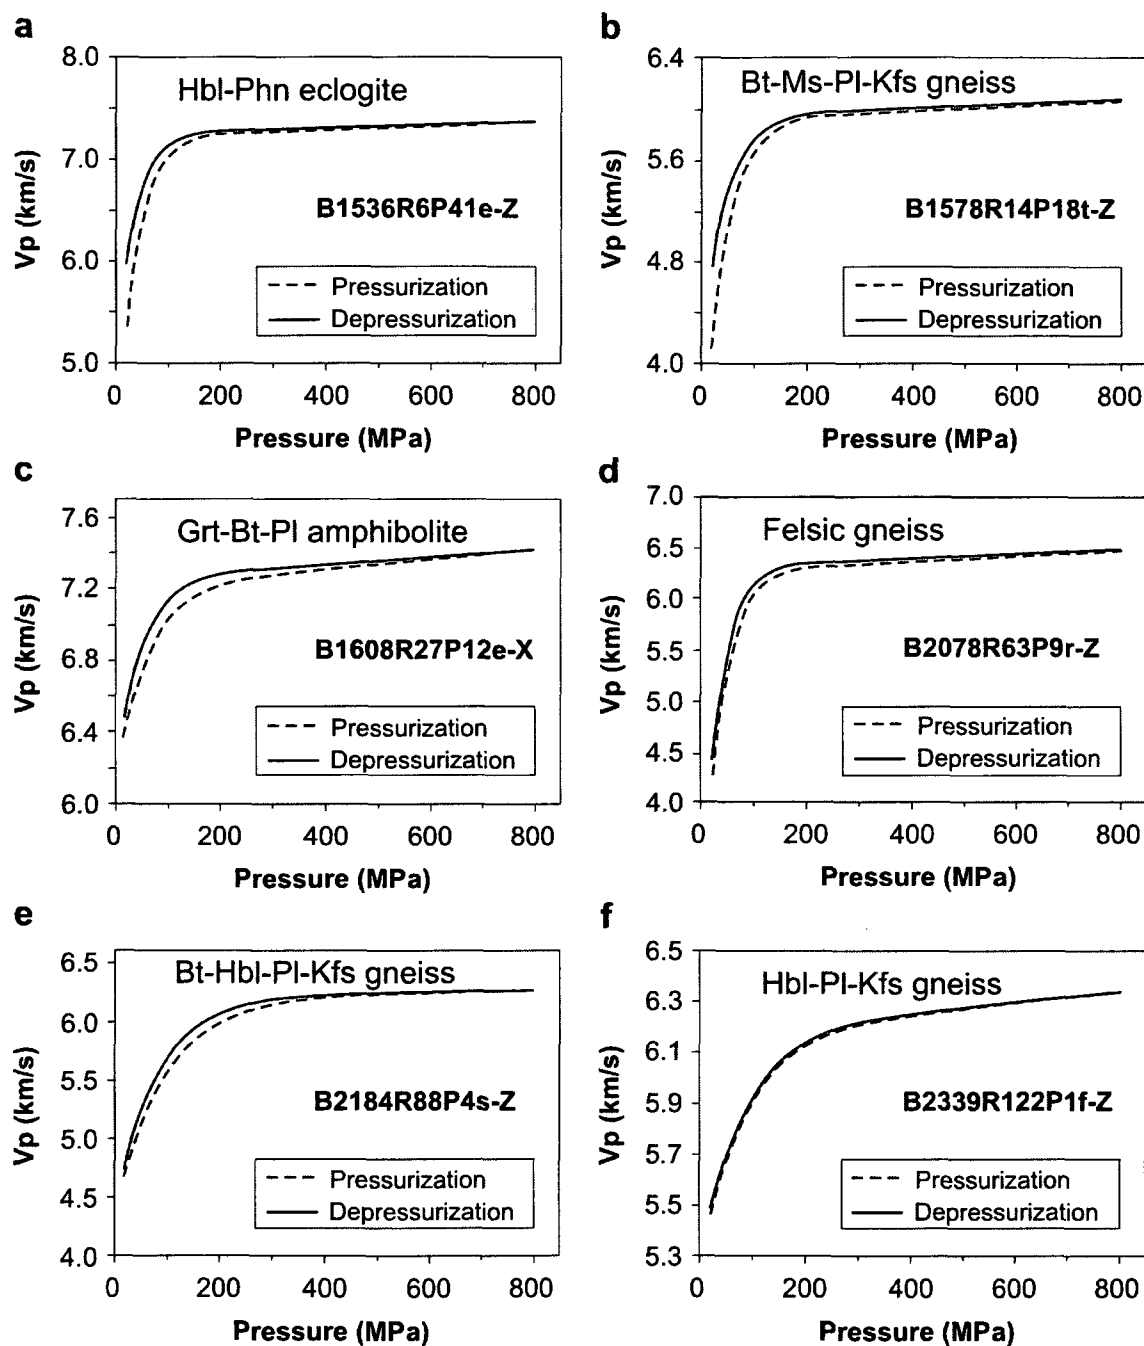 a
8.0
7.0
6.0
5.0
Vp (km/s)
Hbl-Phn eclogite
B1536R6P41e-Z
Pressurization
Depressurization
0 200 400 600 800
Pressure (MPa)
b
6.4
5.6
4.8
4.0
Vp (km/s)
Bt-Ms-Pl-Kfs gneiss
B1578R14P18t-Z
Pressurization
Depressurization
0 200 400 600 800
Pressure (MPa)
c
7.6
7.2
6.8
6.4
6.0
Vp (km/s)
Grt-Bt-Pl amphibolite
B1608R27P12e-X
Pressurization
Depressurization
0 200 400 600 800
Pressure (MPa)
d
7.0
6.5
6.0
5.5
5.0
4.5
4.0
Vp (km/s)
Felsic gneiss
B2078R63P9r-Z
Pressurization
Depressurization
0 200 400 600 800
Pressure (MPa)
e
6.5
6.0
5.5
5.0
4.5
4.0
Vp (km/s)
Bt-Hbl-Pl-Kfs gneiss
B2184R88P4s-Z
Pressurization
Depressurization
0 200 400 600 800
Pressure (MPa)
f
6.5
6.3
6.1
5.9
5.7
5.5
5.3
Vp (km/s)
Hbl-Pl-Kfs gneiss
B2339R122P1f-Z
Pressurization
Depressurization
0 200 400 600 800
Pressure (MPa)